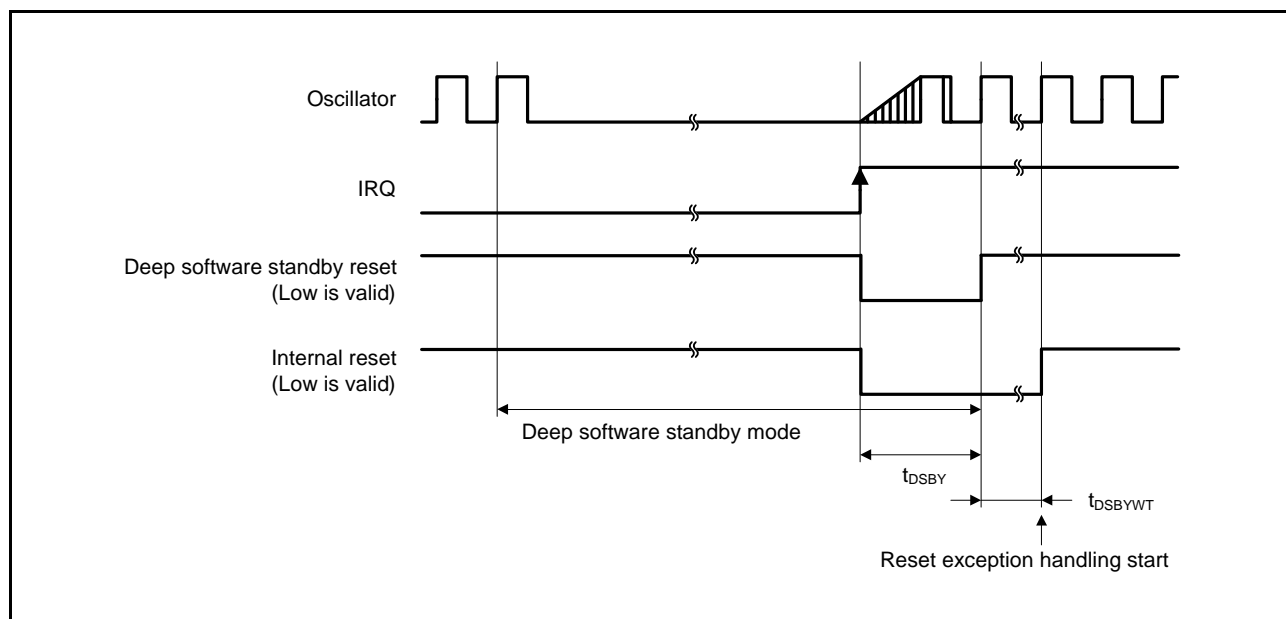 Oscillator
IRQ
Deep software standby reset
(Low is valid)
Internal reset
(Low is valid)
Deep software standby mode
tDSBY
tDSBYWT
Reset exception handling start